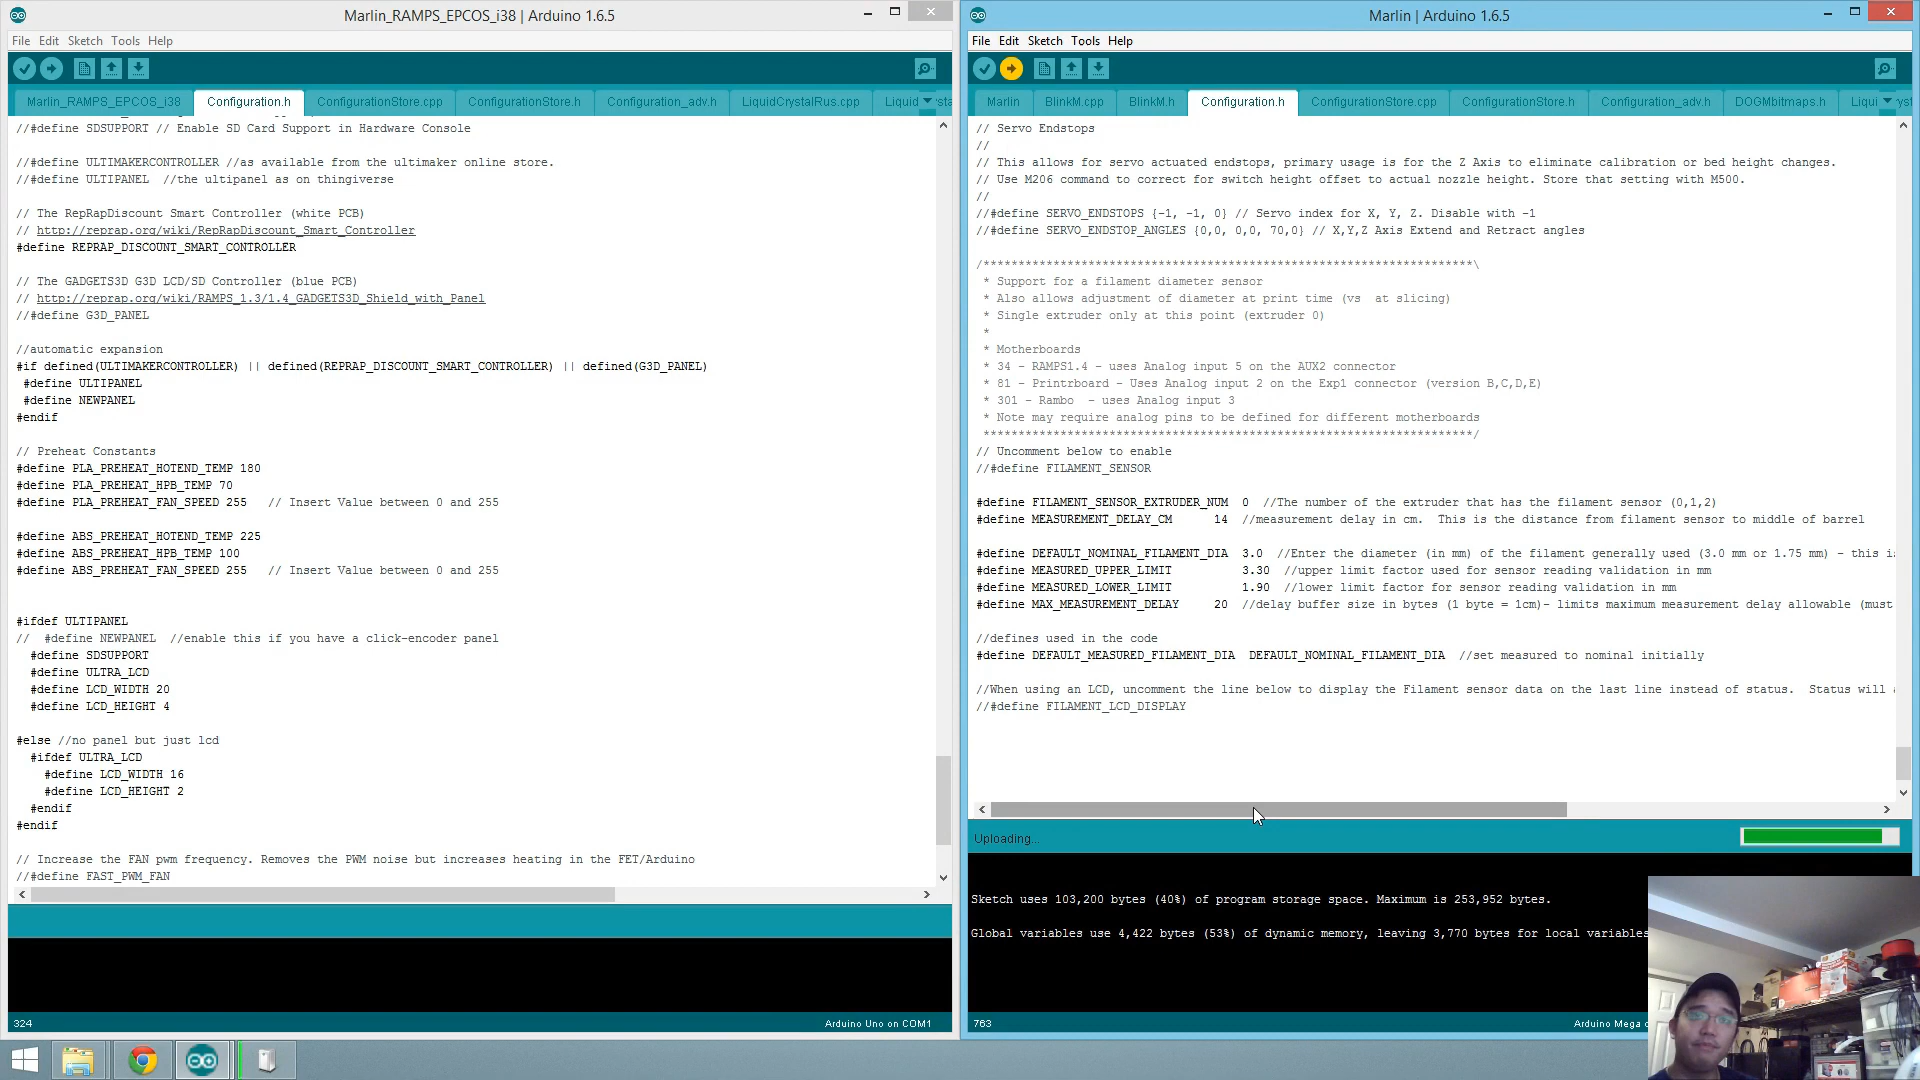 Marlin_RAMPS_EPCOS_i38 | Arduino 1.6.5
File Edit Sketch Tools Help
Marlin_RAMPS_EPCOS_i38 Configuration.h ConfigurationStore.cpp ConfigurationStore.h Configuration_adv.h LiquidCrystalRus.cpp Liquid
//#define SDSUPPORT // Enable SD Card Support in Hardware Console
//#define ULTIMAKERCONTROLLER //as available from the ultimaker online store.
//#define ULTIPANEL  //the ultipanel as on thingiverse
// The RepRapDiscount Smart Controller (white PCB)
// http://reprap.org/wiki/RepRapDiscount_Smart_Controller
#define REPRAP_DISCOUNT_SMART_CONTROLLER
// The GADGETS3D G3D LCD/SD Controller (blue PCB)
// http://reprap.org/wiki/RAMPS_1.3/1.4_GADGETS3D_Shield_with_Panel
//#define G3D_PANEL
//automatic expansion
#if defined(ULTIMAKERCONTROLLER) || defined(REPRAP_DISCOUNT_SMART_CONTROLLER) || defined(G3D_PANEL)
#define ULTIPANEL
#define NEWPANEL
#endif
// Preheat Constants
#define PLA_PREHEAT_HOTEND_TEMP 180
#define PLA_PREHEAT_HPB_TEMP 70
#define PLA_PREHEAT_FAN_SPEED 255   // Insert Value between 0 and 255
#define ABS_PREHEAT_HOTEND_TEMP 225
#define ABS_PREHEAT_HPB_TEMP 100
#define ABS_PREHEAT_FAN_SPEED 255   // Insert Value between 0 and 255
#ifdef ULTIPANEL
//  #define NEWPANEL  //enable this if you have a click-encoder panel
#define SDSUPPORT
#define ULTRA_LCD
#define LCD_WIDTH 20
#define LCD_HEIGHT 4
#else //no panel but just lcd
#ifdef ULTRA_LCD
#define LCD_WIDTH 16
#define LCD_HEIGHT 2
#endif
#endif
// Increase the FAN pwm frequency. Removes the PWM noise but increases heating in the FET/Arduino
//#define FAST_PWM_FAN
324
Arduino Uno on COM1
Marlin | Arduino 1.6.5
File Edit Sketch Tools Help
Marlin BlinkM.cpp BlinkM.h Configuration.h ConfigurationStore.cpp ConfigurationStore.h Configuration_adv.h DOGMbitmaps.h
// Servo Endstops
//
// This allows for servo actuated endstops, primary usage is for the Z Axis to eliminate calibration or bed height changes.
// Use M206 command to correct for switch height offset to actual nozzle height. Store that setting with M500.
//
//#define SERVO_ENDSTOPS {-1, -1, 0} // Servo index for X, Y, Z. Disable with -1
//#define SERVO_ENDSTOP_ANGLES {0,0, 0,0, 70,0} // X,Y,Z Axis Extend and Retract angles
/**********************************************************************\
* Support for a filament diameter sensor
* Also allows adjustment of diameter at print time (vs  at slicing)
* Single extruder only at this point (extruder 0)
*
* Motherboards
* 34 - RAMPS1.4 - uses Analog input 5 on the AUX2 connector
* 81 - Printrboard - Uses Analog input 2 on the Exp1 connector (version B,C,D,E)
* 301 - Rambo  - uses Analog input 3
* Note may require analog pins to be defined for different motherboards
**********************************************************************/
// Uncomment below to enable
//#define FILAMENT_SENSOR
#define FILAMENT_SENSOR_EXTRUDER_NUM  0  //The number of the extruder that has the filament sensor (0,1,2)
#define MEASUREMENT_DELAY_CM      14  //measurement delay in cm.  This is the distance from filament sensor to middle of barrel
#define DEFAULT_NOMINAL_FILAMENT_DIA  3.0  //Enter the diameter (in mm) of the filament generally used (3.0 mm or 1.75 mm) - this
#define MEASURED_UPPER_LIMIT          3.30  //upper limit factor used for sensor reading validation in mm
#define MEASURED_LOWER_LIMIT          1.90  //lower limit factor for sensor reading validation in mm
#define MAX_MEASUREMENT_DELAY     20  //delay buffer size in bytes (1 byte = 1cm)- limits maximum measurement delay allowable (must
//defines used in the code
#define DEFAULT_MEASURED_FILAMENT_DIA  DEFAULT_NOMINAL_FILAMENT_DIA  //set measured to nominal initially
//When using an LCD, uncomment the line below to display the Filament sensor data on the last line instead of status.  Status will
//#define FILAMENT_LCD_DISPLAY
Uploading...
Sketch uses 103,200 bytes (40%) of program storage space. Maximum is 253,952 bytes.
Global variables use 4,422 bytes (53%) of dynamic memory, leaving 3,770 bytes for local variables
763
Arduino Mega